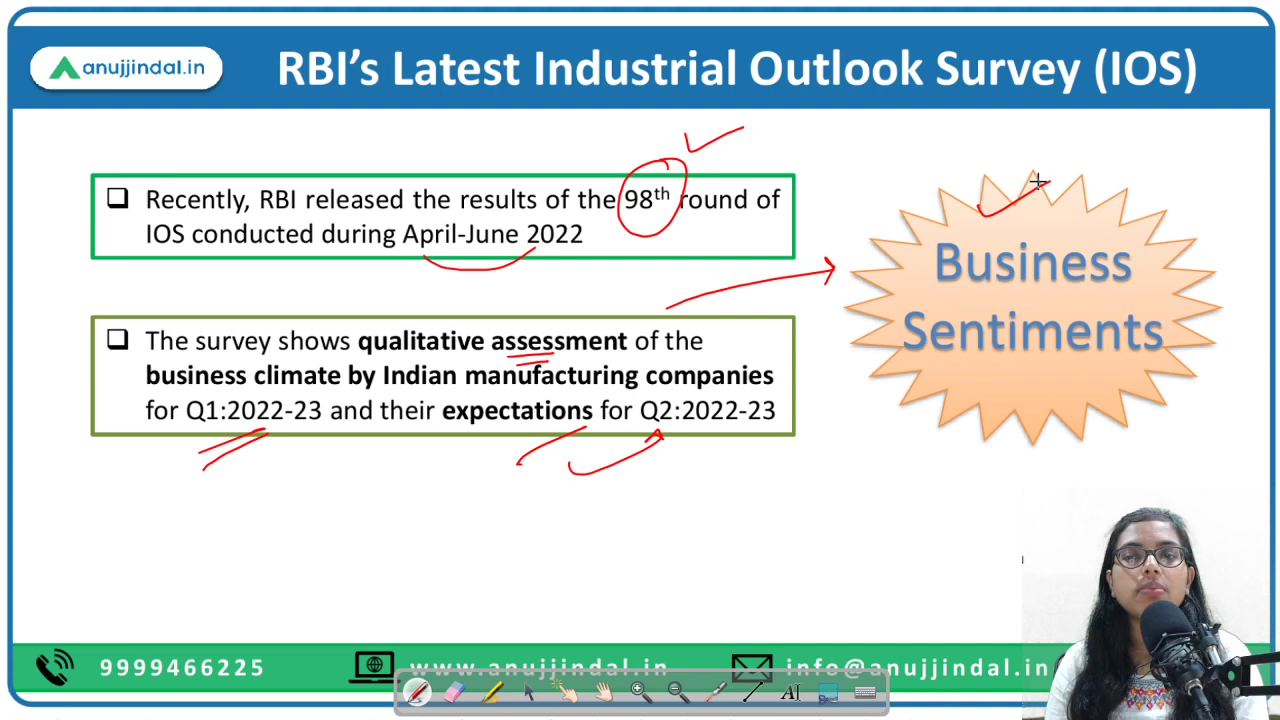 anujjindal.in
RBI’s Latest Industrial Outlook Survey (IOS)
❑ Recently, RBI released the results of the 98th round of
IOS conducted during April-June 2022
❑ The survey shows qualitative assessment of the
business climate by Indian manufacturing companies
for Q1:2022-23 and their expectations for Q2:2022-23
Business
Sentiments
9999466225
www.anujjindal.in
info@anujjindal.in